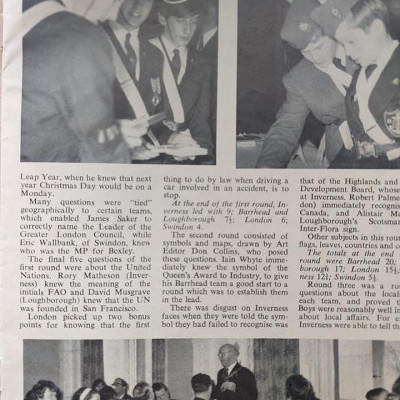 Leap Year, when he knew that next
year Christmas Day would be on a
Monday.
Many questions were "tied"
geographically to certain teams,
which enabled James Saker to
correctly name the Leader of the
Greater London Council, while
Eric Wallbank, of Swindon, knew
who was the MP for Bexley.
The final five questions of the
first round were about the United
Nations. Rory Matheson (Inver-
ness) knew the meaning of the
initials FAO and David Musgrave
(Loughborough) knew that the UN
was founded in San Francisco.
London picked up two bonus
points for knowing that the first
thing to do by law when driving a
car involved in an accident, is to
stop.
At the end of the first round, In-
verness led with 9; Barrhead and
Loughborough 7½; London 6;
Swindon 4.
The second round consisted of
symbols and maps, drawn by Art
Editor Don Collins, who posed
these questions. Iain Whyte imme-
diately knew the symbol of the
Queen's Award to Industry, to give
his Barrhead team a good start to a
round which was to establish them
in the lead.
There was disgust on Inverness
faces when they were told the sym-
bol they had failed to recognise was
that of the Highlands and
Development Board, whose
at Inverness. Robert Palme
don) immediately recognis
Canada, and Alistair Mc
Loughborough's Scotsman
Inter-Flora sign.
Other subjects in this roun
flags, leaves, countries and c
The totals at the end
round were Barrhead 20;
borough 17; London 15½;
ness 12½; Swindon 5½.
Round three was a ro
questions about the local
each team, and proved t
Boys were reasonably well in
about local affairs. For e
Inverness were able to tell th